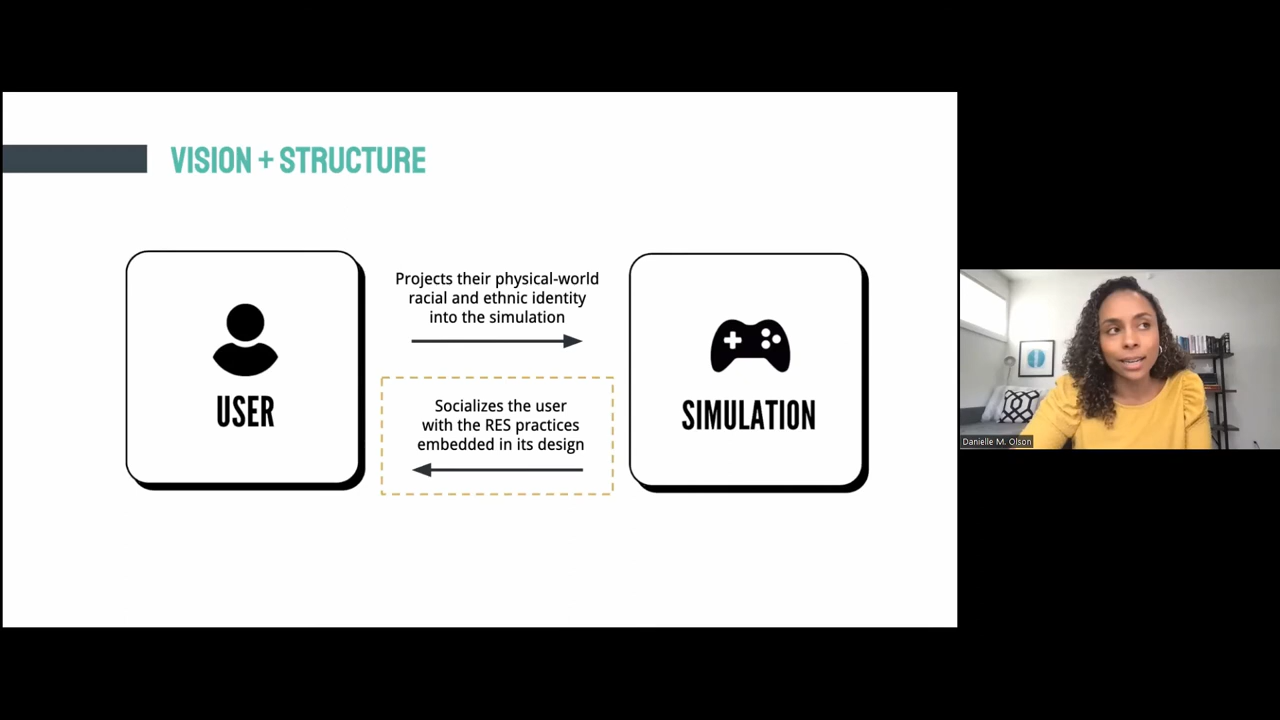 VISION + STRUCTURE
Projects their physical-world
racial and ethnic identity
into the simulation
USER
Socializes the user
with the RES practices
embedded in its design
SIMULATION
Danielle M. Olson